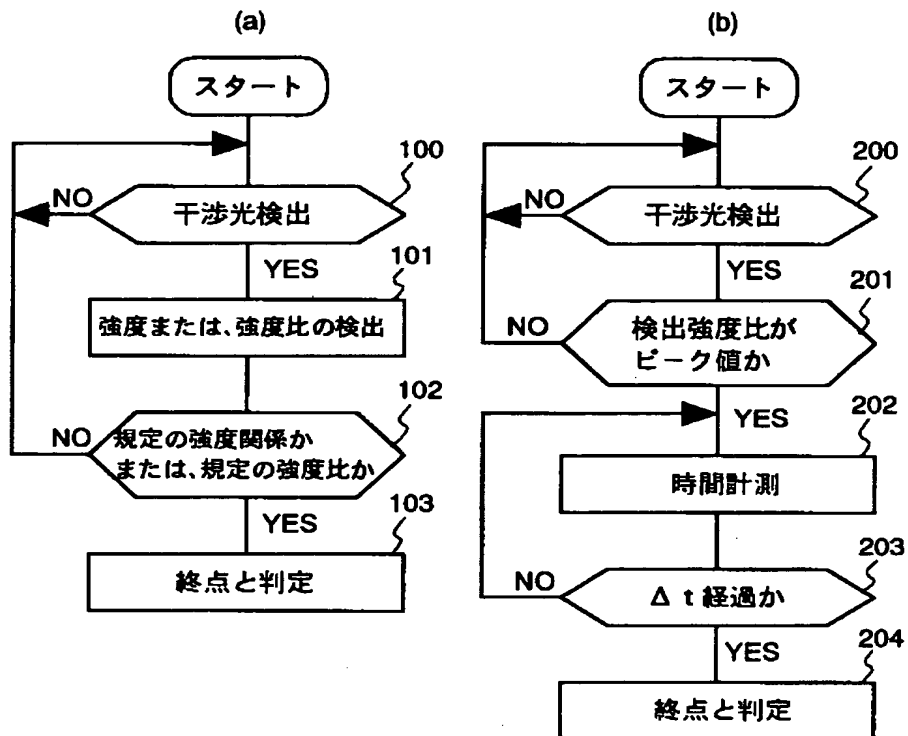 (a)
スタート
100
NO
干渉光検出
YES
101
強度または、強度比の検出
102
NO
規定の強度関係か
または、規定の強度比か
YES
103
終点と判定
(b)
スタート
200
NO
干渉光検出
YES
201
NO
検出強度比が
ピーク値か
YES
202
時間計測
203
NO
Δt経過か
YES
204
終点と判定